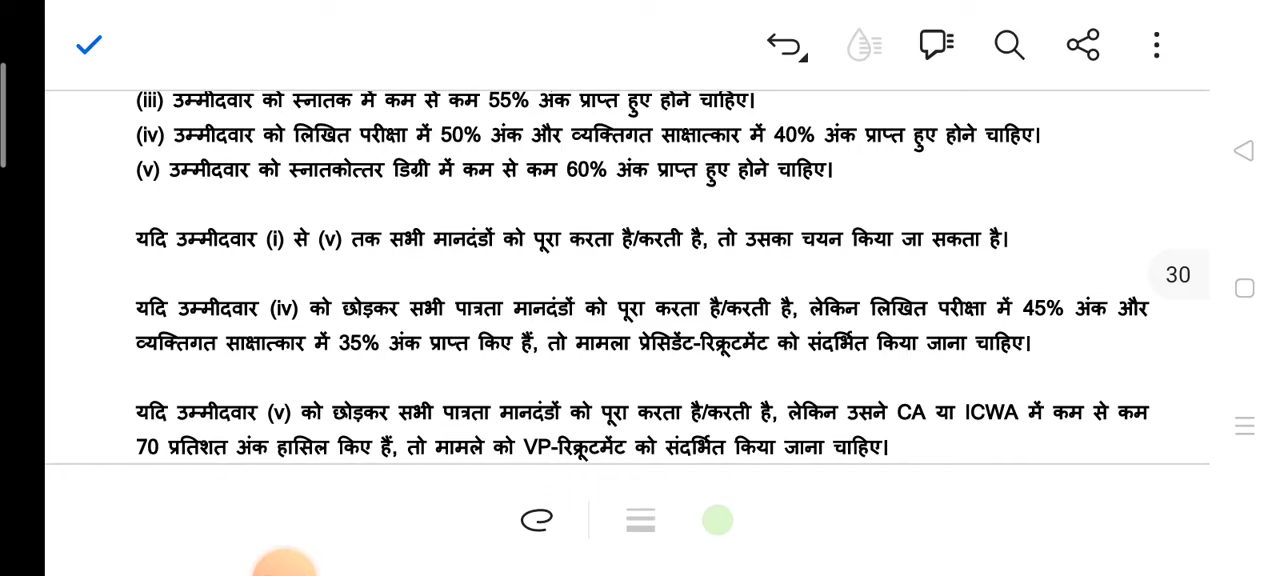 (iii) उम्मीदवार को स्नातक में कम से कम 55% अंक प्राप्त हुए होने चाहिए।
(iv) उम्मीदवार को लिखित परीक्षा में 50% अंक और व्यक्तिगत साक्षात्कार में 40% अंक प्राप्त हुए होने चाहिए।
(v) उम्मीदवार को स्नातकोत्तर डिग्री में कम से कम 60% अंक प्राप्त हुए होने चाहिए।
यदि उम्मीदवार (i) से (v) तक सभी मानदंडों को पूरा करता है/करती है, तो उसका चयन किया जा सकता है।
30
यदि उम्मीदवार (iv) को छोड़कर सभी पात्रता मानदंडों को पूरा करता है/करती है, लेकिन लिखित परीक्षा में 45% अंक और
व्यक्तिगत साक्षात्कार में 35% अंक प्राप्त किए हैं, तो मामला प्रेसिडेंट-रिक्रूटमेंट को संदर्भित किया जाना चाहिए।
यदि उम्मीदवार (v) को छोड़कर सभी पात्रता मानदंडों को पूरा करता है/करती है, लेकिन उसने CA या ICWA में कम से कम
70 प्रतिशत अंक हासिल किए हैं, तो मामले को VP-रिक्रूटमेंट को संदर्भित किया जाना चाहिए।